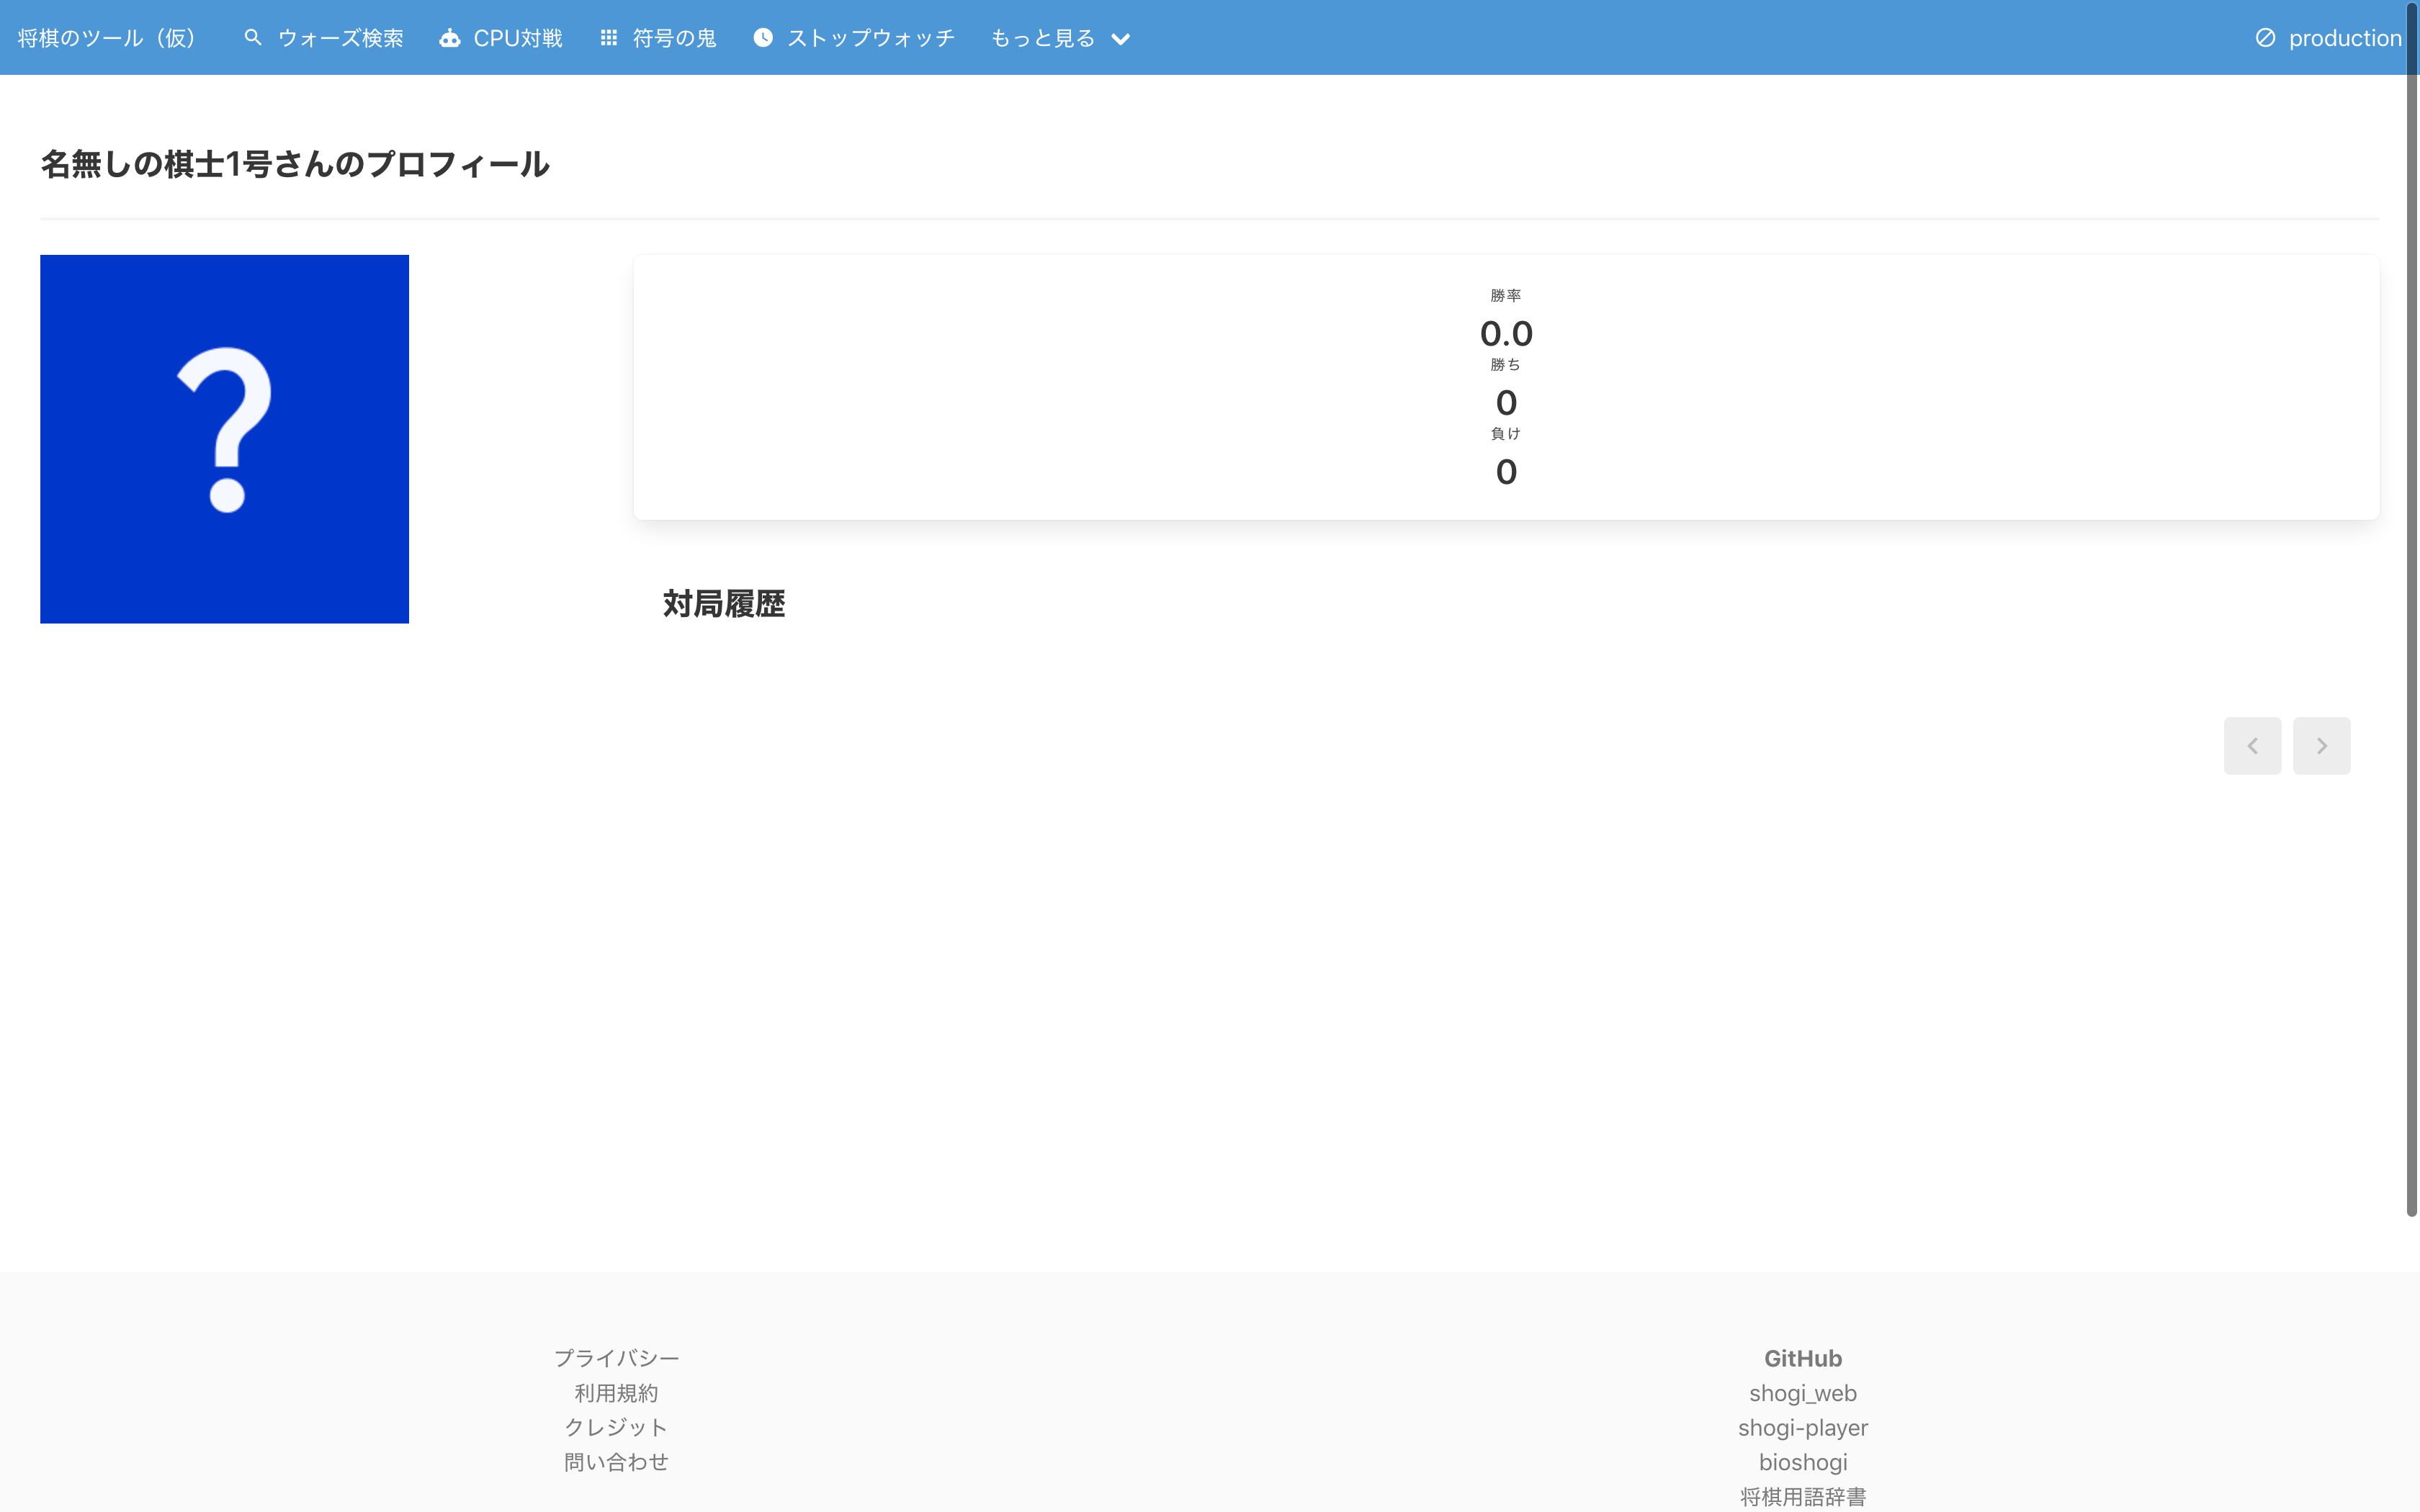 将棋のツール（仮） ウォーズ検索 CPU対戦 符号の鬼 ストップウォッチ もっと見る production
名無しの棋士1号さんのプロフィール
?
勝率
0.0
勝ち
0
負け
0
対局履歴
プライバシー
利用規約
クレジット
問い合わせ
GitHub
shogi_web
shogi-player
bioshogi
将棋用語辞書